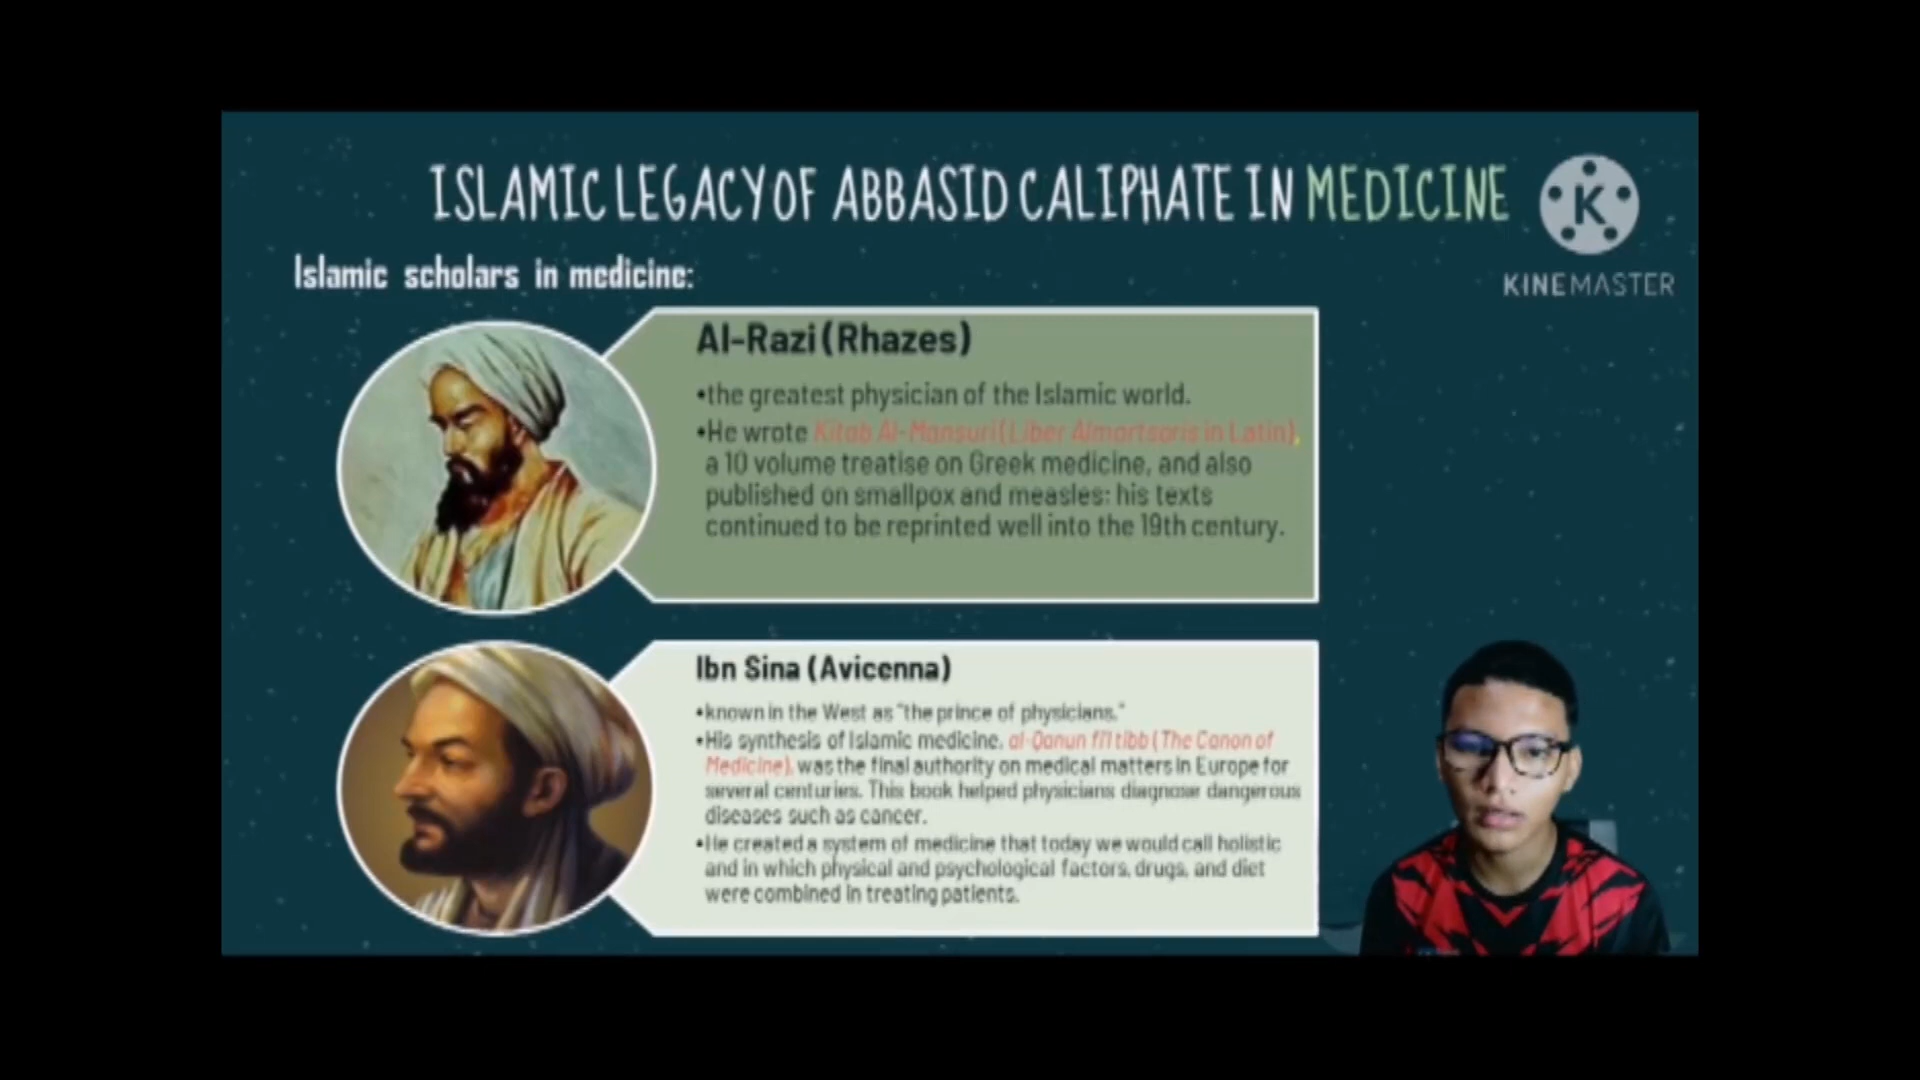 ISLAMIC LEGACY OF ABBASID CALIPHATE IN MEDICINE
K
KINEMASTER
Islamic scholars in medicine:
Al-Razi (Rhazes)
•the greatest physician of the Islamic world.
•He wrote Kitab Al-Mansuri (Liber Almartsoris in Latin),
a 10 volume treatise on Greek medicine, and also
published on smallpox and measles: his texts
continued to be reprinted well into the 19th century.
Ibn Sina (Avicenna)
•known in the West as "the prince of physicians."
•His synthesis of Islamic medicine, al-Qanun fi'l tibb (The Canon of
Medicine), was the final authority on medical matters in Europe for
several centuries. This book helped physicians diagnose dangerous
diseases such as cancer.
•He created a system of medicine that today we would call holistic
and in which physical and psychological factors, drugs, and diet
were combined in treating patients.